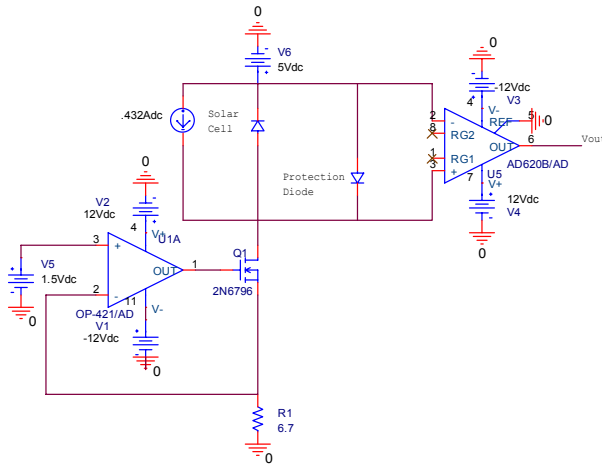 0
V6
5Vdc
0
-12Vdc
V3
4
V-
.432Adc
Solar
Cell
2
-
8
RG2
REF
5
0
OUT
6
Vout
Protection
Diode
1
RG1
3
+
AD620B/AD
7
U5
V+
12Vdc
V4
0
V2
12Vdc
4
U1A
V+
0
3
+
V5
1.5Vdc
OUT
1
Q1
2N6796
2
-
11
OP-421/AD
V-
V1
-12Vdc
0
0
R1
6.7
0